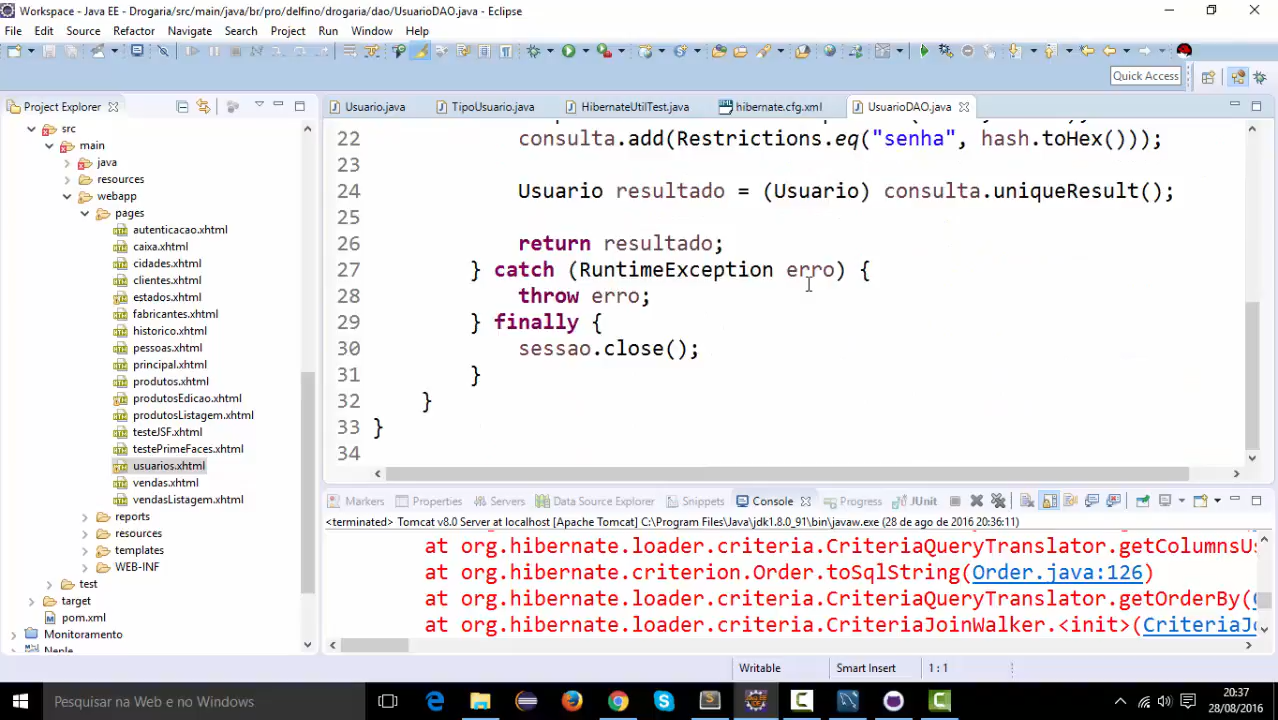 Workspace - Java EE - Drogaria/src/main/java/br/pro/delfino/drogaria/dao/UsuarioDAO.java - Eclipse
File Edit Source Refactor Navigate Search Project Run Window Help
Quick Access
Project Explorer
Usuario.java TipoUsuario.java HibernateUtilTest.java hibernate.cfg.xml UsuarioDAO.java
src
main
java
resources
webapp
pages
autenticacao.xhtml
caixa.xhtml
cidades.xhtml
clientes.xhtml
estados.xhtml
fabricantes.xhtml
historico.xhtml
pessoas.xhtml
principal.xhtml
produtos.xhtml
produtosEdicao.xhtml
produtosListagem.xhtml
testeJSF.xhtml
testePrimeFaces.xhtml
usuarios.xhtml
vendas.xhtml
vendasListagem.xhtml
reports
resources
templates
WEB-INF
test
target
pom.xml
Monitoramento
22 consulta.add(Restrictions.eq("senha", hash.toHex()));
23
24 Usuario resultado = (Usuario) consulta.uniqueResult();
25
26 return resultado;
27 } catch (RuntimeException erro) {
28 throw erro;
29 } finally {
30 sessao.close();
31 }
32 }
33 }
34
Markers Properties Servers Data Source Explorer Snippets Console Progress JUnit
<terminated> Tomcat v8.0 Server at localhost [Apache Tomcat] C:\Program Files\Java\jdk1.8.0_91\bin\javaw.exe (28 de ago de 2016 20:36:11)
at org.hibernate.loader.criteria.CriteriaQueryTranslator.getColumnsUs
at org.hibernate.criterion.Order.toSqlString(Order.java:126)
at org.hibernate.loader.criteria.CriteriaQueryTranslator.getOrderBy(
at org.hibernate.loader.criteria.CriteriaJoinWalker.<init>(CriteriaJo
Writable Smart Insert 1 : 1
Pesquisar na Web e no Windows
20:37
28/08/2016